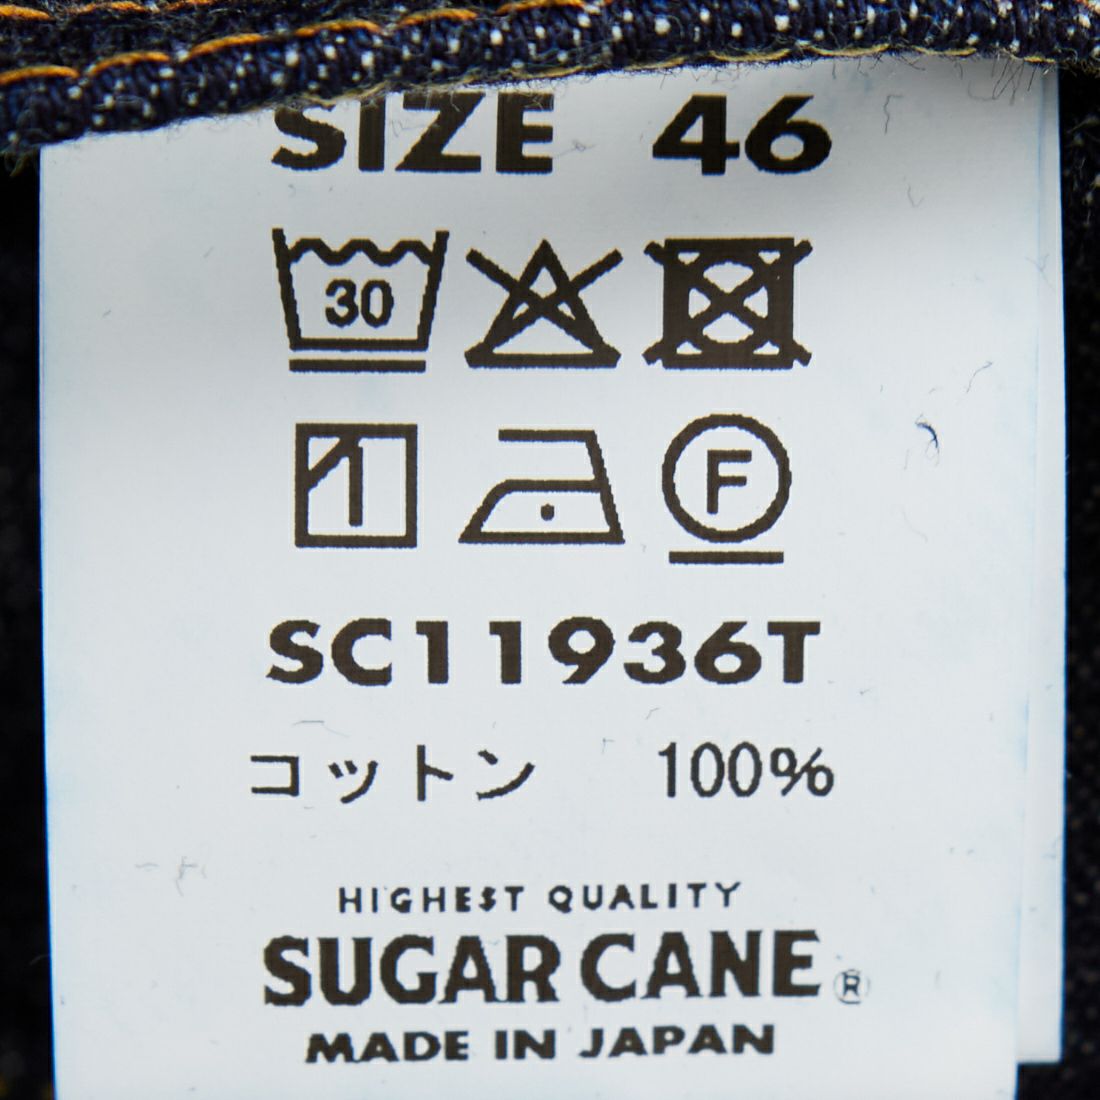 SIZE 46
30
F
SC11936T
コットン 100%
HIGHEST QUALITY
SUGAR CANE ®
MADE IN JAPAN